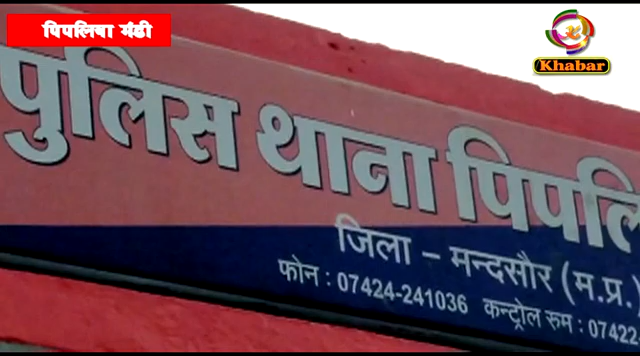 पिपलिया मंडी
Khabar
पुलिस थाना पिपलि
जिला - मन्दसौर (म.प्र.)
फोन : 07424-241036 कन्ट्रोल रुम : 07422